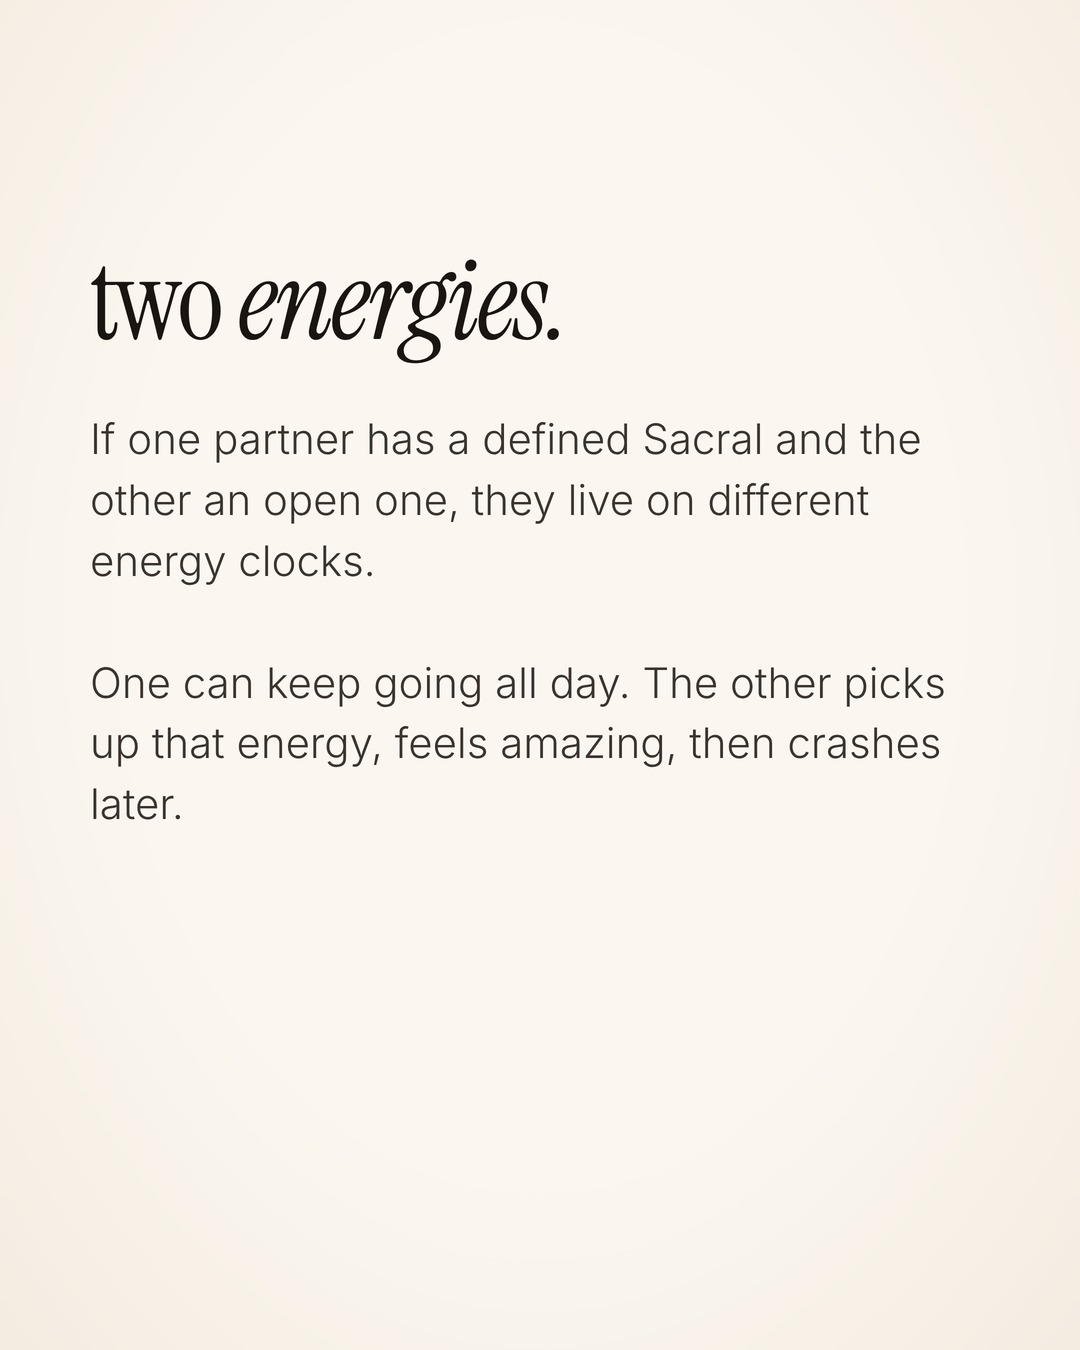 two energies.
If one partner has a defined Sacral and the
other an open one, they live on different
energy clocks.
One can keep going all day. The other picks
up that energy, feels amazing, then crashes
later.